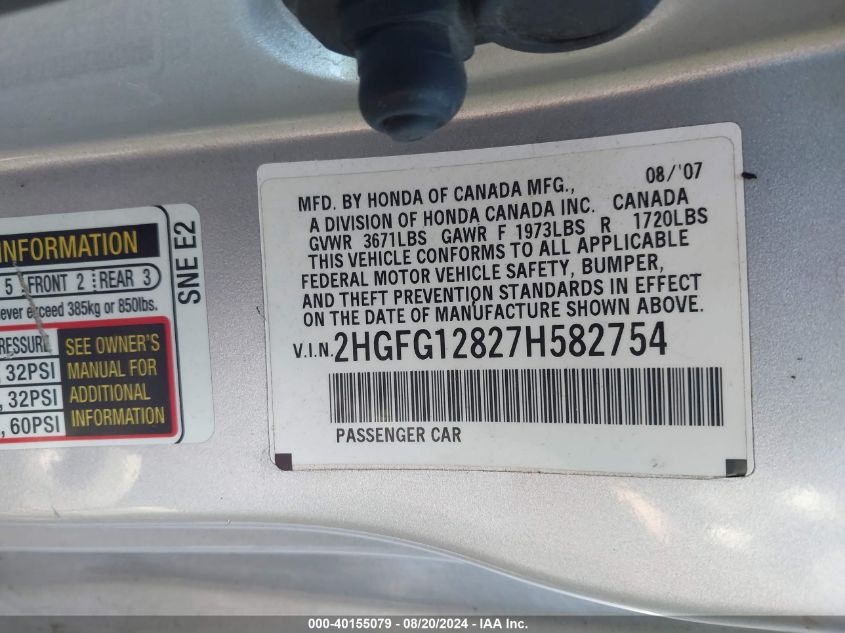 INFORMATION
5 FRONT 2 REAR 3
never exceed 385kg or 850lbs.
PRESSURE
, 32PSI
, 32PSI
, 60PSI
SEE OWNER'S
MANUAL FOR
ADDITIONAL
INFORMATION
SNE E2
08/'07
MFD. BY HONDA OF CANADA MFG.,
A DIVISION OF HONDA CANADA INC. CANADA
GVWR 3671LBS GAWR F 1973LBS R 1720LBS
THIS VEHICLE CONFORMS TO ALL APPLICABLE
FEDERAL MOTOR VEHICLE SAFETY, BUMPER,
AND THEFT PREVENTION STANDARDS IN EFFECT
ON THE DATE OF MANUFACTURE SHOWN ABOVE.
V.I.N. 2HGFG12827H582754
PASSENGER CAR
000-40155079 - 08/20/2024 - IAA Inc.